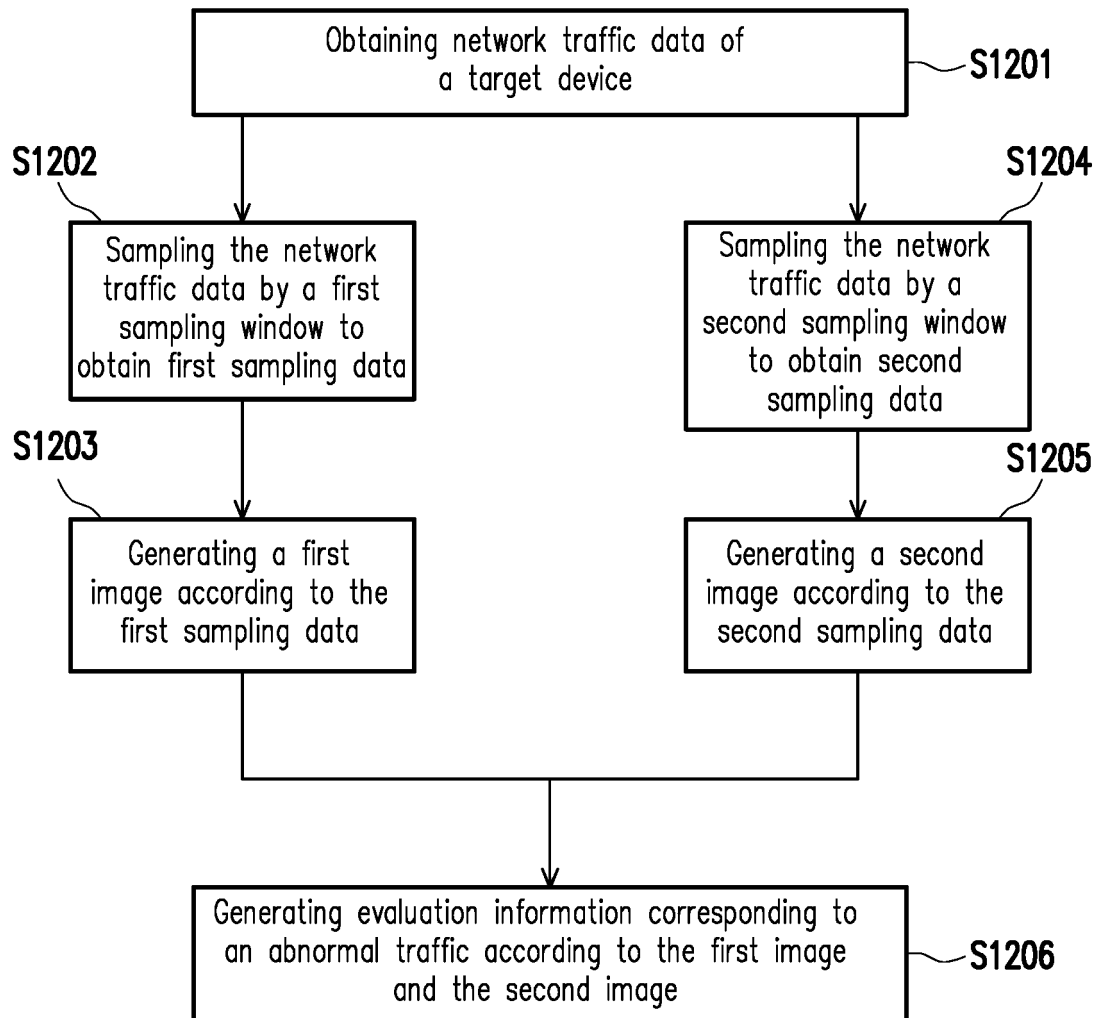 Obtaining network traffic data of
a target device
S1201
S1202
Sampling the network
traffic data by a first
sampling window to
obtain first sampling data
S1204
Sampling the network
traffic data by a
second sampling window
to obtain second
sampling data
S1203
Generating a first
image according to the
first sampling data
S1205
Generating a second
image according to the
second sampling data
Generating evaluation information corresponding to
an abnormal traffic according to the first image
and the second image
S1206